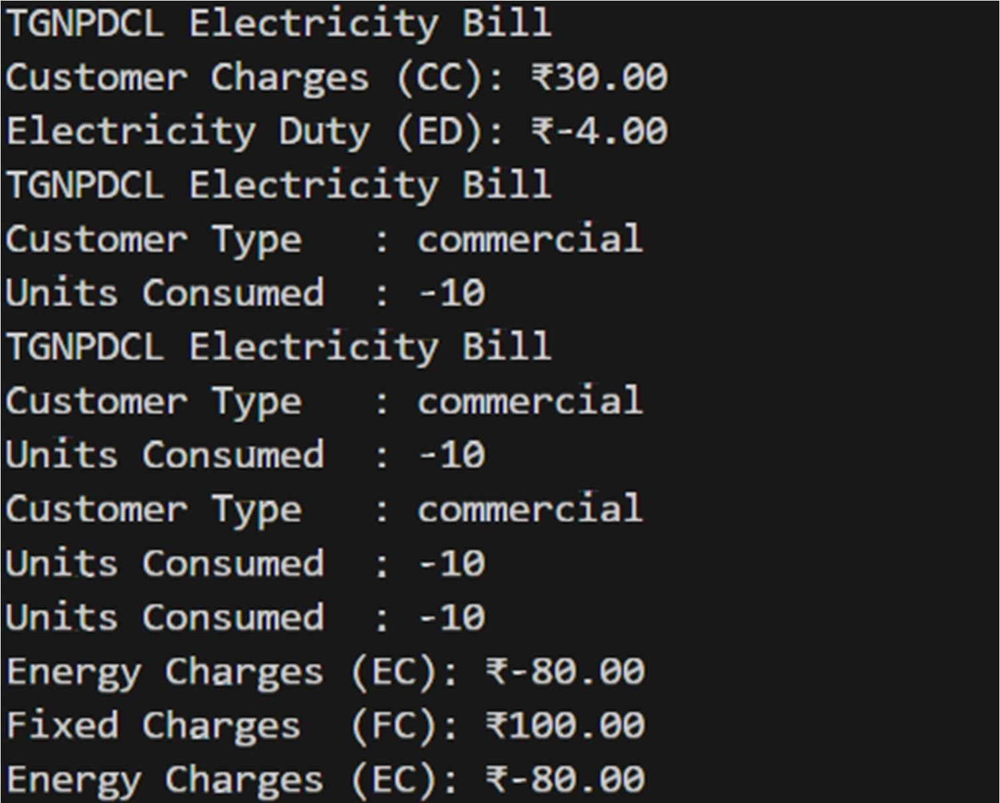 TGNPDCL Electricity Bill
Customer Charges (CC): ₹30.00
Electricity Duty (ED): ₹-4.00
TGNPDCL Electricity Bill
Customer Type   : commercial
Units Consumed  : -10
TGNPDCL Electricity Bill
Customer Type   : commercial
Units Consumed  : -10
Customer Type   : commercial
Units Consumed  : -10
Units Consumed  : -10
Energy Charges (EC): ₹-80.00
Fixed Charges  (FC): ₹100.00
Energy Charges (EC): ₹-80.00